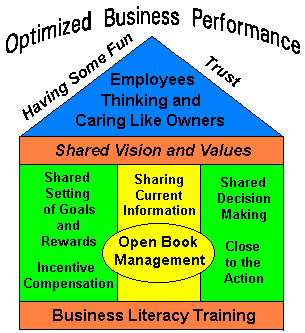 Optimized Business Performance
Having Some Fun
Trust
Employees
Thinking and
Caring Like Owners
Shared Vision and Values
Shared
Setting
of Goals
and
Rewards
Incentive
Compensation
Sharing
Current
Information
Open Book
Management
Shared
Decision
Making
Close
to the
Action
Business Literacy Training